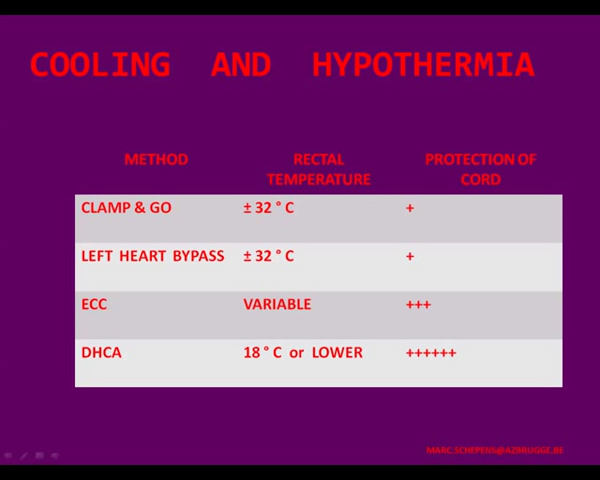 COOLING AND HYPOTHERMIA
METHOD RECTAL TEMPERATURE PROTECTION OF CORD
CLAMP & GO ± 32 ° C +
LEFT HEART BYPASS ± 32 ° C +
ECC VARIABLE +++
DHCA 18 ° C or LOWER ++++++
MARC.SCHEPENS@AZBRUGGE.BE